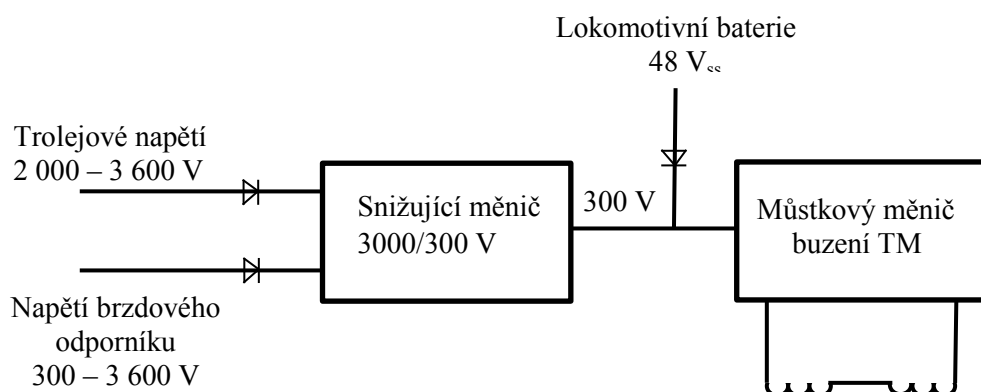 Lokomotivní baterie
48 Vss
Trolejové napětí
2 000 – 3 600 V
Snižující měnič
3000/300 V
300 V
Můstkový měnič
buzení TM
Napětí brzdového
odporníku
300 – 3 600 V